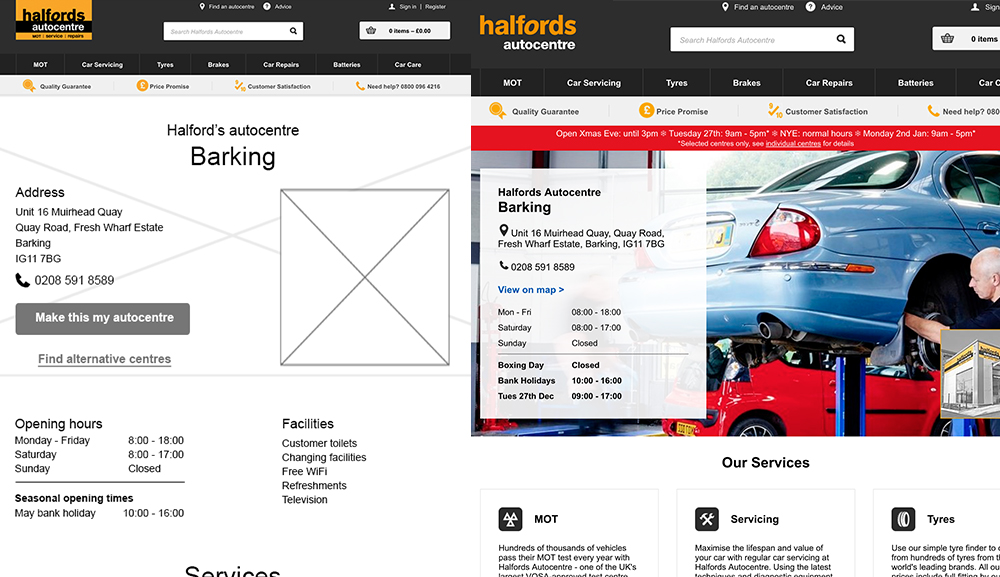 halfords
autocentre
MOT | service | repairs
Find an autocentre
Advice
Sign in | Register
Search Halfords Autocentre
0 items – £0.00
MOT
Car Servicing
Tyres
Brakes
Car Repairs
Batteries
Car Care
Quality Guarantee
Price Promise
9/10 Customer Satisfaction
Need help? 0800 096 4216
Halford's autocentre
Barking
Address
Unit 16 Muirhead Quay
Quay Road, Fresh Wharf Estate
Barking
IG11 7BG
0208 591 8589
Make this my autocentre
Find alternative centres
Opening hours
Monday - Friday 8:00 - 18:00
Saturday 8:00 - 17:00
Sunday Closed
Seasonal opening times
May bank holiday 10:00 - 16:00
Facilities
Customer toilets
Changing facilities
Free WiFi
Refreshments
Television
Services
halfords
autocentre
Find an autocentre
Advice
Sign
Search Halfords Autocentre
0 items
MOT
Car Servicing
Tyres
Brakes
Car Repairs
Batteries
Car C
Quality Guarantee
Price Promise
9/10 Customer Satisfaction
Need help? 080
Open Xmas Eve: until 3pm ❄ Tuesday 27th: 9am - 5pm* ❄ NYE: normal hours ❄ Monday 2nd Jan: 9am - 5pm*
*Selected centres only, see individual centres for details
Halfords Autocentre
Barking
Unit 16 Muirhead Quay, Quay Road,
Fresh Wharf Estate, Barking, IG11 7BG
0208 591 8589
View on map >
Mon - Fri 08:00 - 18:00
Saturday 08:00 - 17:00
Sunday Closed
Boxing Day Closed
Bank Holidays 10:00 - 16:00
Tues 27th Dec 09:00 - 17:00
Our Services
MOT
Hundreds of thousands of vehicles
pass their MOT test every year with
Halfords Autocentre - one of the UK's
largest VOSA approved test centre
Servicing
Maximise the lifespan and value of
your car with regular car servicing at
Halfords Autocentre. Using the latest
techniques and diagnostic equipment
Tyres
Use our simple tyre finder to
from hundreds of tyres from t
world's leading brands. All ou
prices include full fitting by our